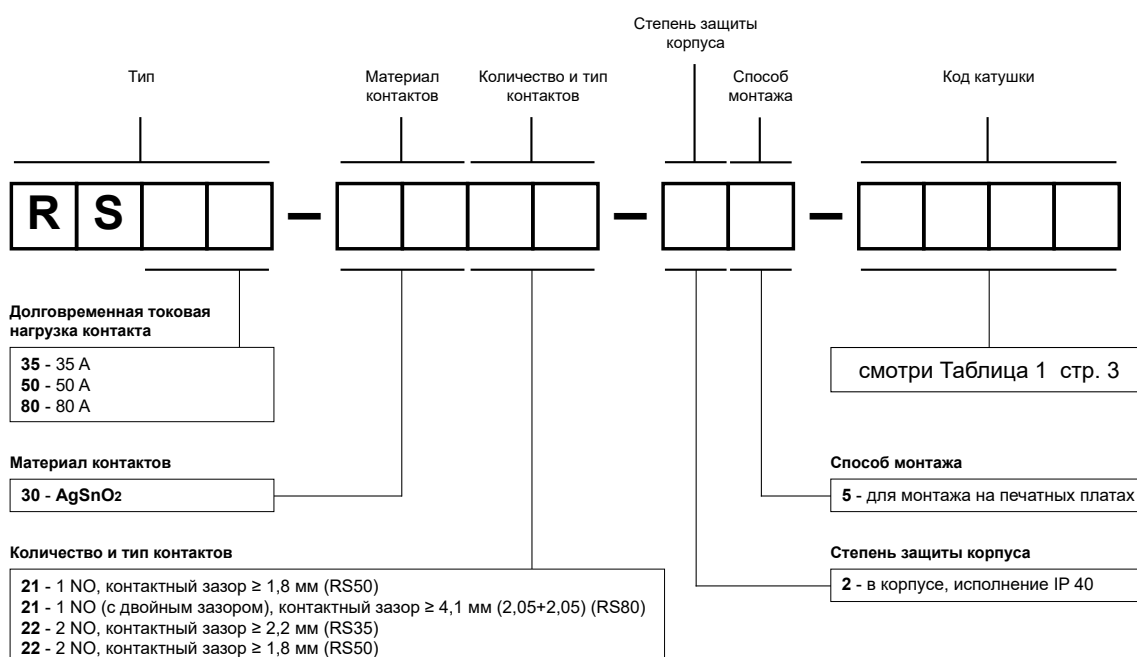 Степень защиты
корпуса
Тип
Материал
контактов
Количество и тип
контактов
Способ
монтажа
Код катушки
R S – – –
Долговременная токовая
нагрузка контакта
35 - 35 A
50 - 50 A
80 - 80 A
смотри Таблица 1 стр. 3
Материал контактов
30 - AgSnO2
Способ монтажа
5 - для монтажа на печатных платах
Количество и тип контактов
21 - 1 NO, контактный зазор ≥ 1,8 мм (RS50)
21 - 1 NO (с двойным зазором), контактный зазор ≥ 4,1 мм (2,05+2,05) (RS80)
22 - 2 NO, контактный зазор ≥ 2,2 мм (RS35)
22 - 2 NO, контактный зазор ≥ 1,8 мм (RS50)
Степень защиты корпуса
2 - в корпусе, исполнение IP 40